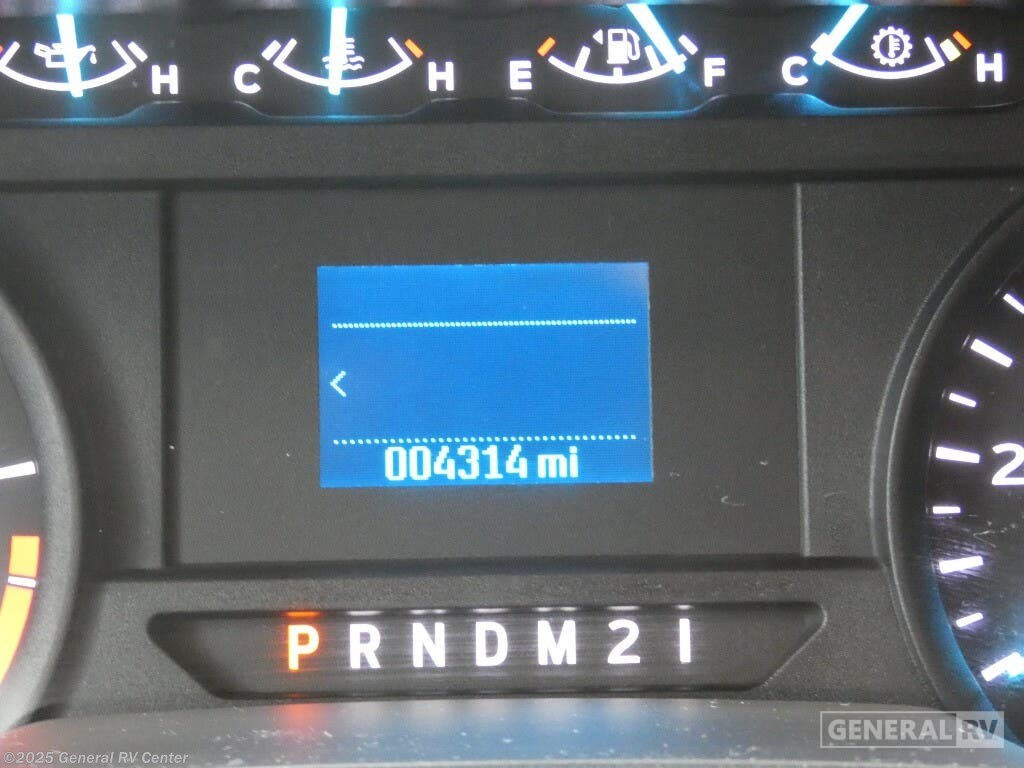 H C H E F C H
004314 mi
2
P R N D M 2 1
GENERAL RV
©2025 General RV Center